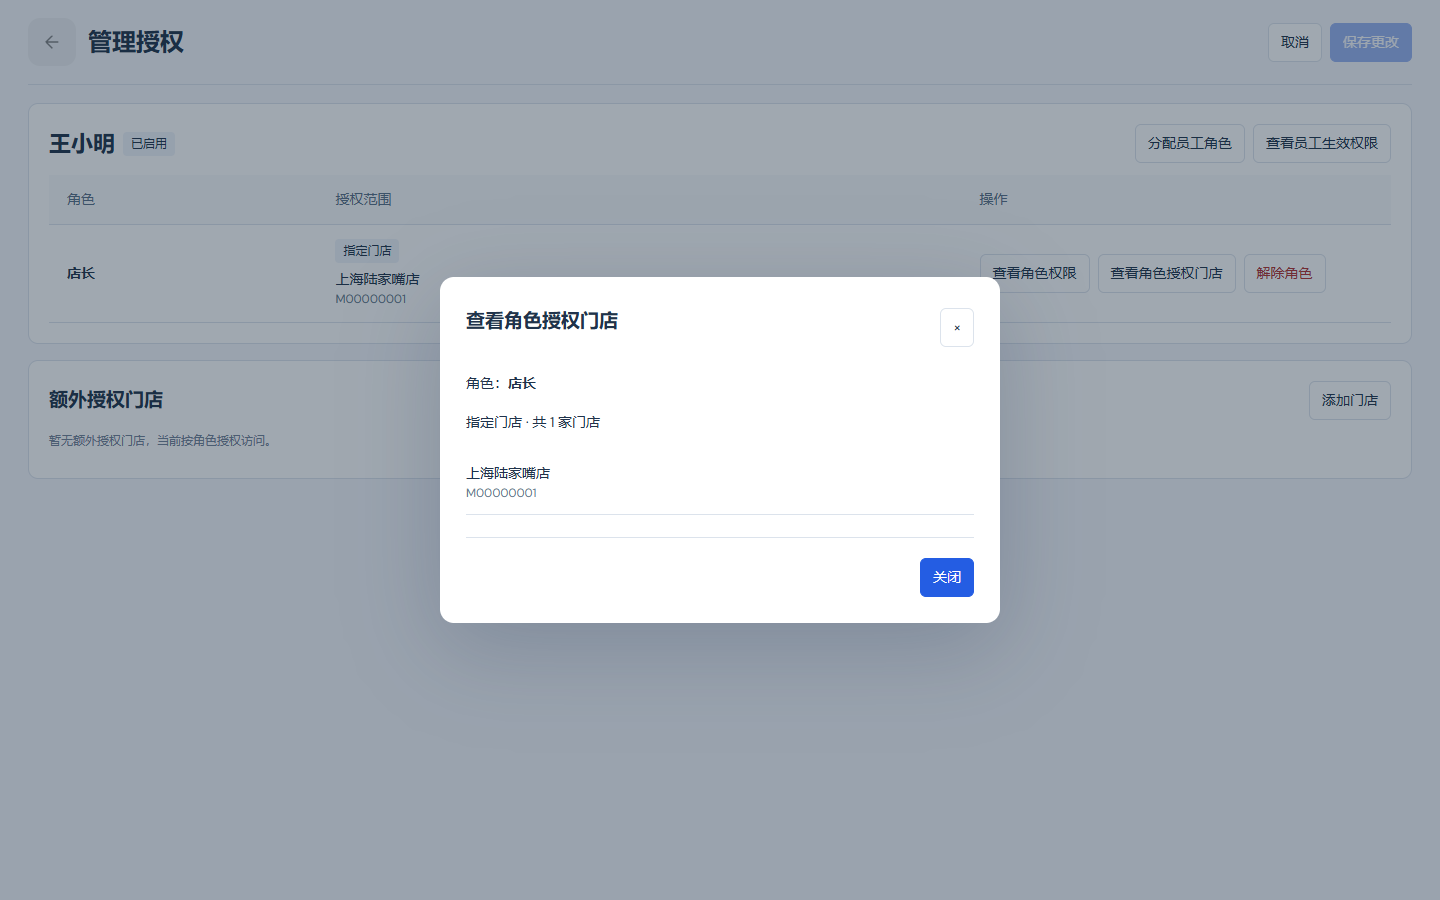 管理授权
取消
保存更改
王小明
已启用
分配员工角色
查看员工生效权限
角色
授权范围
操作
店长
指定门店
上海陆家嘴店
M00000001
查看角色权限
查看角色授权门店
解除角色
额外授权门店
添加门店
暂无额外授权门店，当前按角色授权访问。
查看角色授权门店
×
角色：店长
指定门店 · 共 1 家门店
上海陆家嘴店
M00000001
关闭